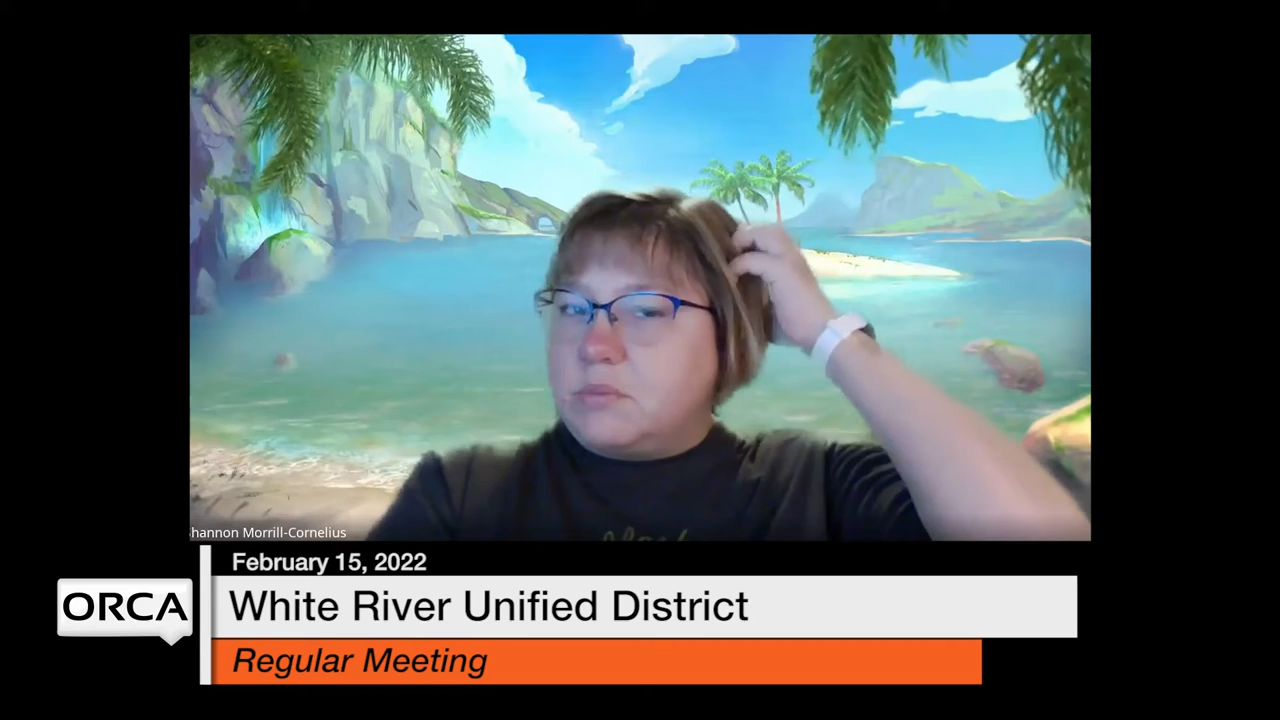 hannon Morrill-Cornelius
February 15, 2022
ORCA
White River Unified District
Regular Meeting